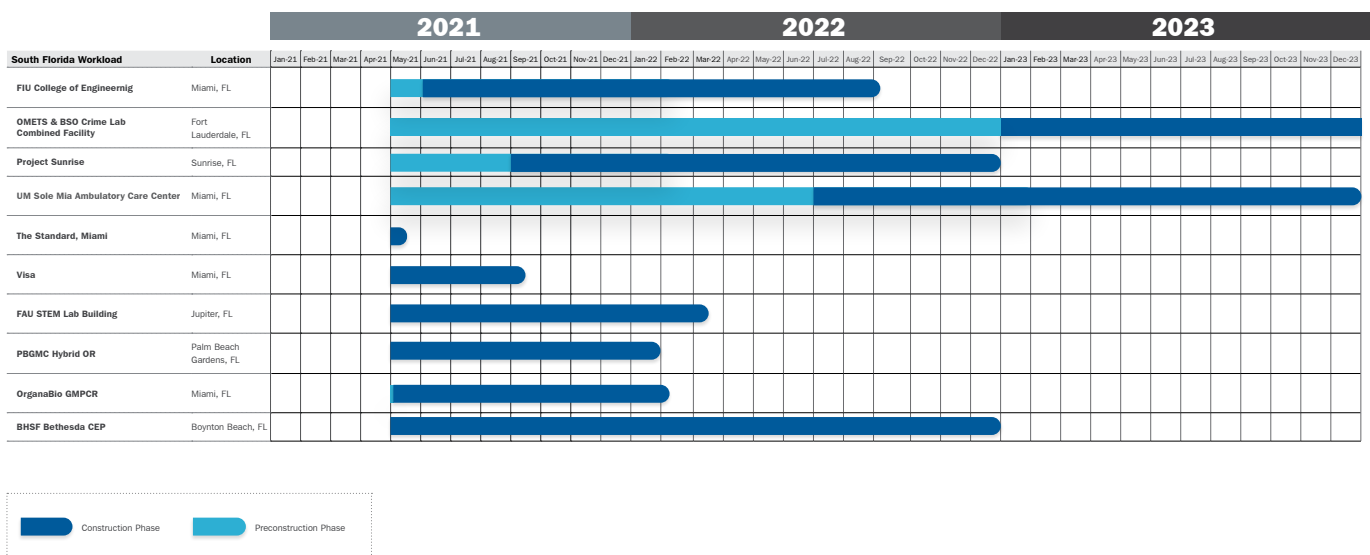 2021 2022 2023
South Florida Workload Location Jan-21 Feb-21 Mar-21 Apr-21 May-21 Jun-21 Jul-21 Aug-21 Sep-21 Oct-21 Nov-21 Dec-21 Jan-22 Feb-22 Mar-22 Apr-22 May-22 Jun-22 Jul-22 Aug-22 Sep-22 Oct-22 Nov-22 Dec-22 Jan-23 Feb-23 Mar-23 Apr-23 May-23 Jun-23 Jul-23 Aug-23 Sep-23 Oct-23 Nov-23 Dec-23
FIU College of Engineernig Miami, FL
OMETS & BSO Crime Lab
Combined Facility
Fort
Lauderdale, FL
Project Sunrise Sunrise, FL
UM Sole Mia Ambulatory Care Center Miami, FL
The Standard, Miami Miami, FL
Visa Miami, FL
FAU STEM Lab Building Jupiter, FL
PBGMC Hybrid OR
Palm Beach
Gardens, FL
OrganaBio GMPCR Miami, FL
BHSF Bethesda CEP Boynton Beach, FL
Construction Phase Preconstruction Phase